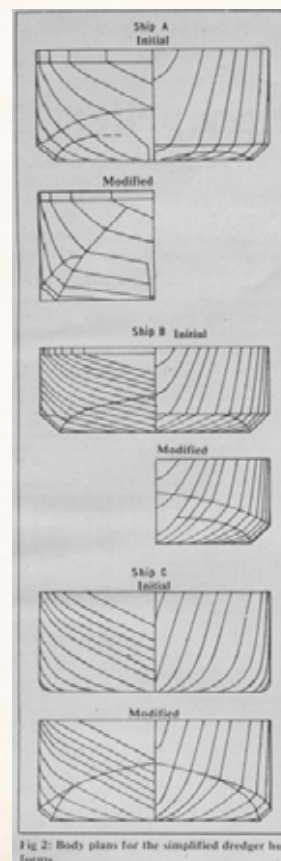 Ship A
Initial
Modified
Ship B Initial
Modified
Ship C
Initial
Modified
Fig 2: Body plans for the simplified dredger hu
forms